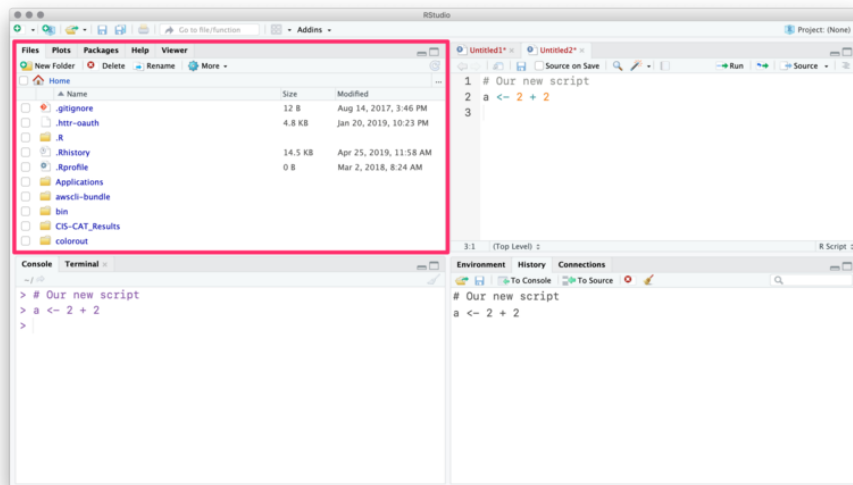 RStudio
Go to file/function Addins Project: (None)
Files Plots Packages Help Viewer
New Folder Delete Rename More
Home ...
Name Size Modified
.gitignore 12 B Aug 14, 2017, 3:46 PM
.httr-oauth 4.8 KB Jan 20, 2019, 10:23 PM
.R
.Rhistory 14.5 KB Apr 25, 2019, 11:58 AM
.Rprofile 0 B Mar 2, 2018, 8:24 AM
Applications
awscli-bundle
bin
CIS-CAT_Results
colorout
Untitled1* Untitled2*
Source on Save Run Source
1 # Our new script
2 a <- 2 + 2
3
3:1 (Top Level) R Script
Console Terminal
~/
> # Our new script
> a <- 2 + 2
>
Environment History Connections
To Console To Source
# Our new script
a <- 2 + 2